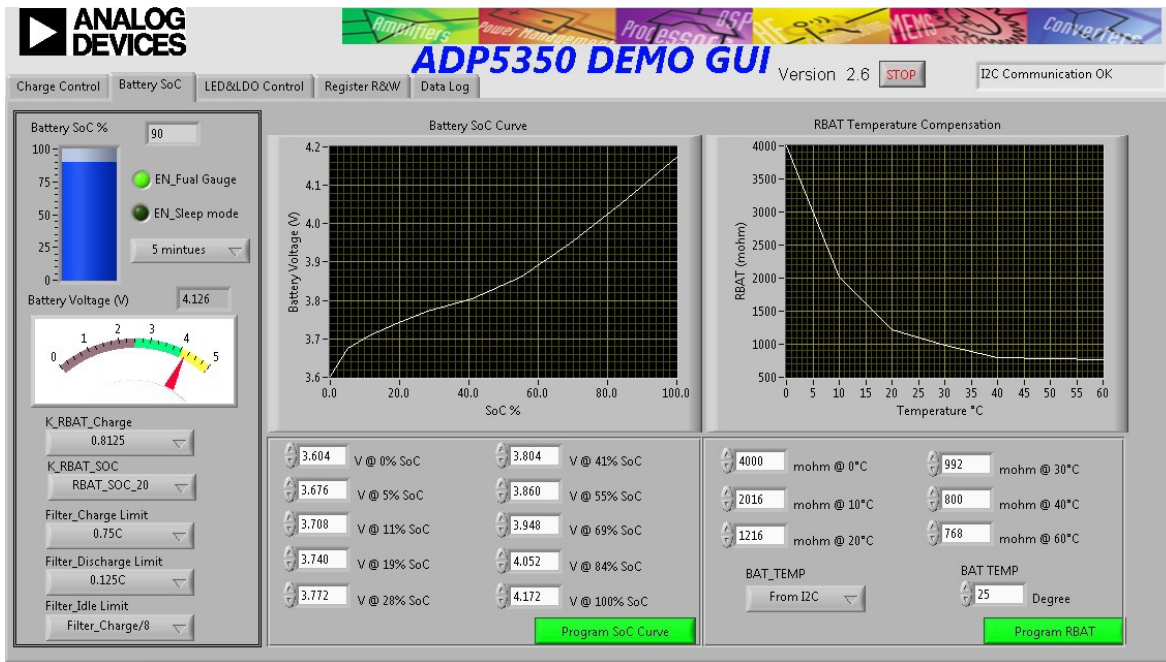 ANALOG
DEVICES
Amplifiers Power Management Processors DSP RF MEMS Converters
ADP5350 DEMO GUI
Version 2.6 STOP I2C Communication OK
Charge Control Battery SoC LED&LDO Control Register R&W Data Log
Battery SoC % 90
100
75
50
25
0
EN_Fual Gauge
EN_Sleep mode
5 mintues
Battery Voltage (V) 4.126
0 1 2 3 4 5
K_RBAT_Charge
0.8125
K_RBAT_SOC
RBAT_SOC_20
Filter_Charge Limit
0.75C
Filter_Discharge Limit
0.125C
Filter_Idle Limit
Filter_Charge/8
Battery SoC Curve
Battery Voltage (V)
4.2
4.1
4.0
3.9
3.8
3.7
3.6
0.0 20.0 40.0 60.0 80.0 100.0
SoC %
RBAT Temperature Compensation
RBAT (mohm)
4000
3500
3000
2500
2000
1500
1000
500
0 5 10 15 20 25 30 35 40 45 50 55 60
Temperature °C
3.604 V @ 0% SoC
3.676 V @ 5% SoC
3.708 V @ 11% SoC
3.740 V @ 19% SoC
3.772 V @ 28% SoC
3.804 V @ 41% SoC
3.860 V @ 55% SoC
3.948 V @ 69% SoC
4.052 V @ 84% SoC
4.172 V @ 100% SoC
Program SoC Curve
4000 mohm @ 0°C
2016 mohm @ 10°C
1216 mohm @ 20°C
992 mohm @ 30°C
800 mohm @ 40°C
768 mohm @ 60°C
BAT_TEMP
From I2C
BAT TEMP
25 Degree
Program RBAT